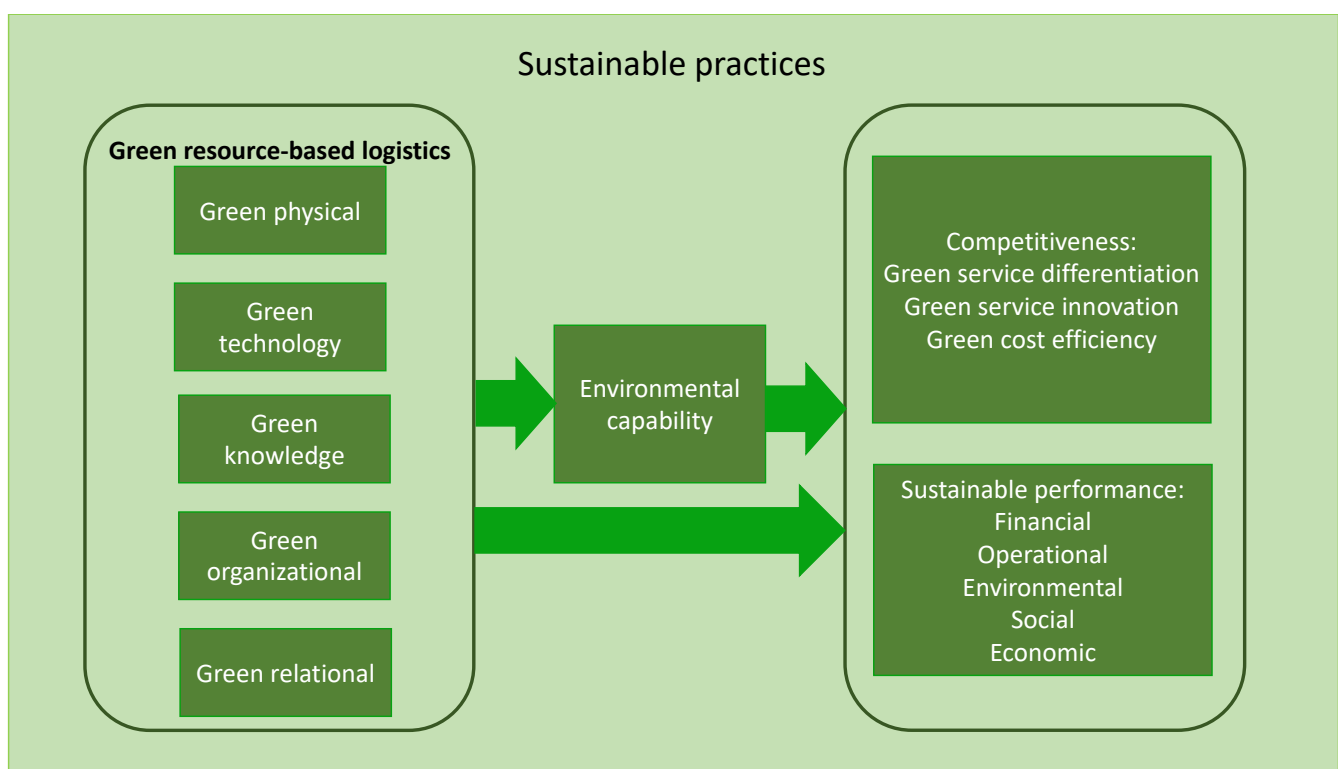 Sustainable practices
Green resource-based logistics
Green physical
Green
technology
Green
knowledge
Green
organizational
Green relational
Environmental
capability
Competitiveness:
Green service differentiation
Green service innovation
Green cost efficiency
Sustainable performance:
Financial
Operational
Environmental
Social
Economic